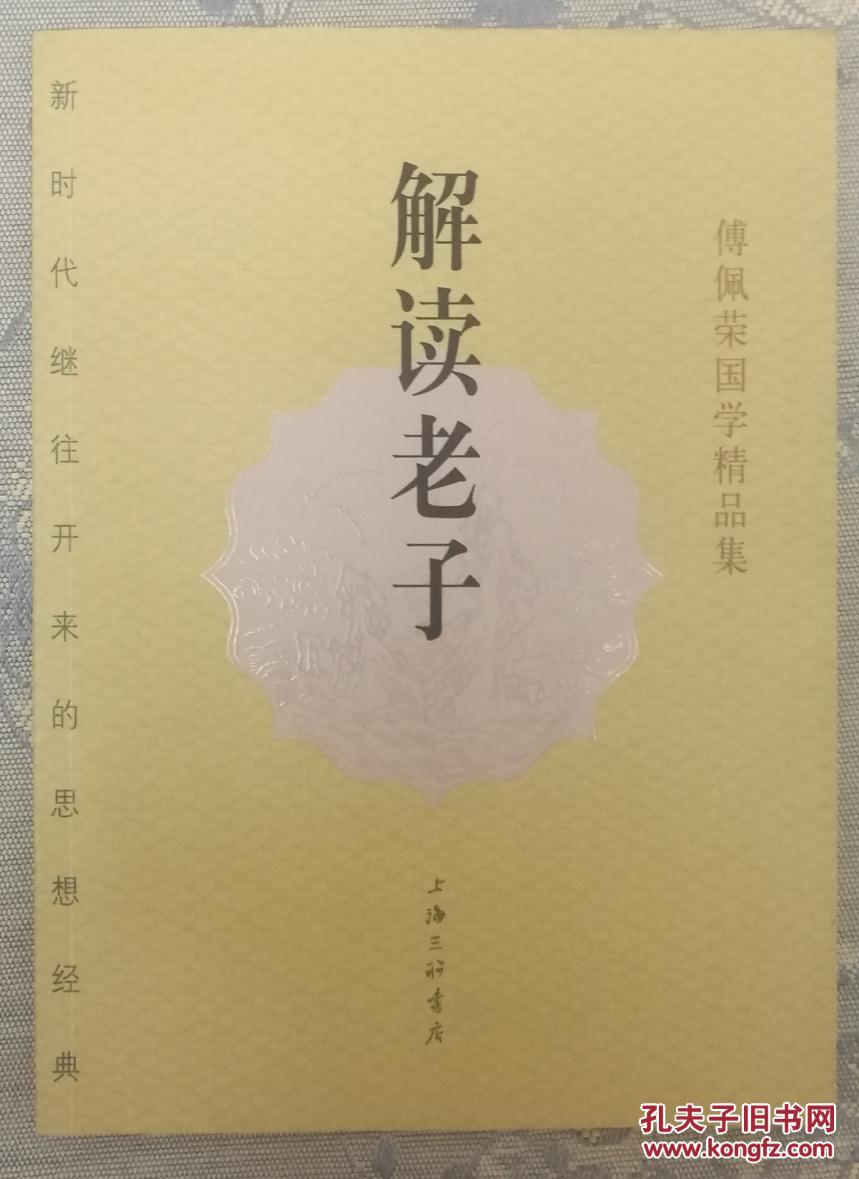 解读老子
傅佩荣国学精品集
新时代继往开来的思想经典
上海三联书店
孔夫子旧书网
www.kongfz.com